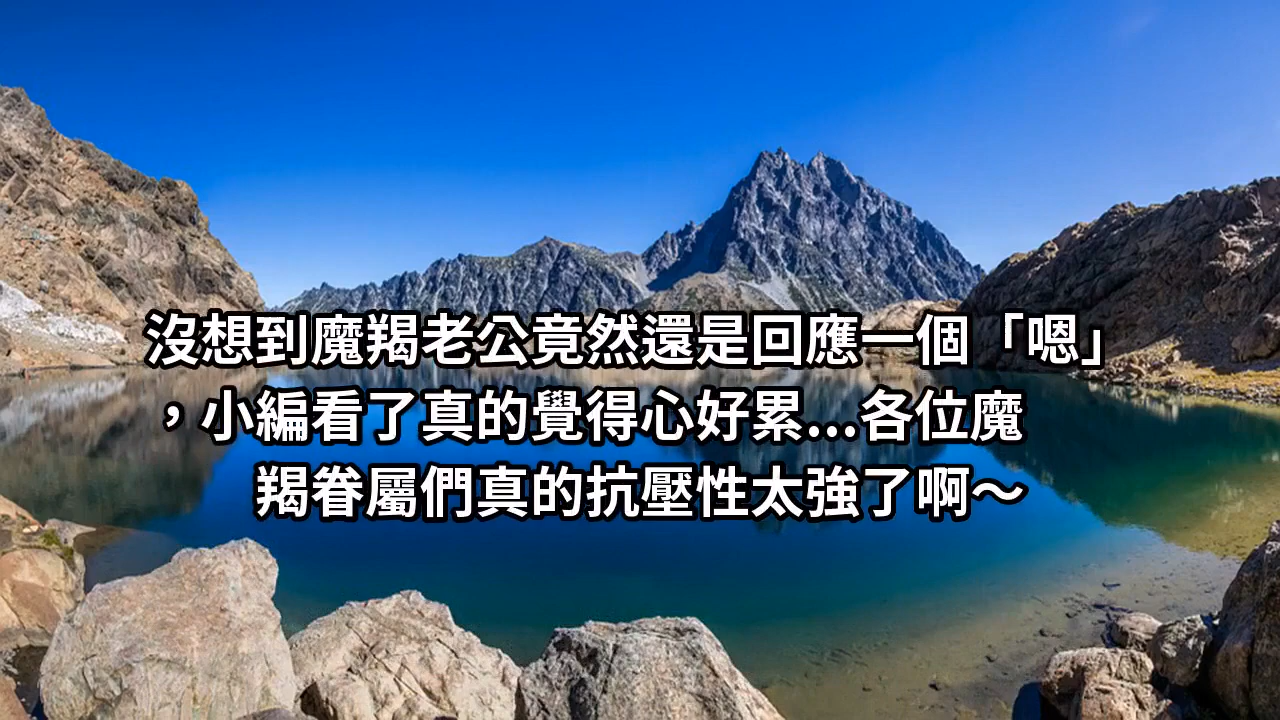 沒想到魔羯老公竟然還是回應一個「嗯」
，小編看了真的覺得心好累...各位魔
羯眷屬們真的抗壓性太強了啊～